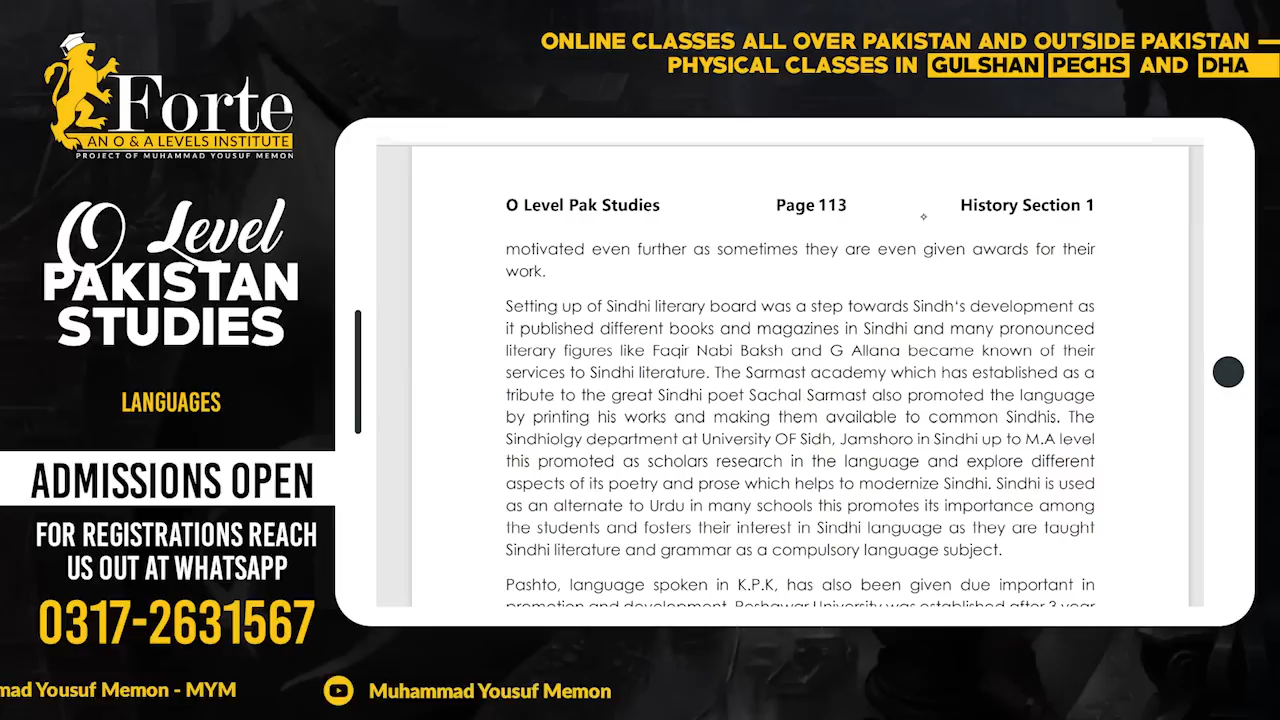 ONLINE CLASSES ALL OVER PAKISTAN AND OUTSIDE PAKISTAN
PHYSICAL CLASSES IN GULSHAN PECHS AND DHA
Forte
AN O & A LEVELS INSTITUTE
PROJECT OF MUHAMMAD YOUSUF MEMON
O Level
PAKISTAN
STUDIES
LANGUAGES
ADMISSIONS OPEN
FOR REGISTRATIONS REACH
US OUT AT WHATSAPP
0317-2631567
O Level Pak Studies Page 113 History Section 1
motivated even further as sometimes they are even given awards for their
work.
Setting up of Sindhi literary board was a step towards Sindh‘s development as
it published different books and magazines in Sindhi and many pronounced
literary figures like Faqir Nabi Baksh and G Allana became known of their
services to Sindhi literature. The Sarmast academy which has established as a
tribute to the great Sindhi poet Sachal Sarmast also promoted the language
by printing his works and making them available to common Sindhis. The
Sindhiolgy department at University OF Sidh, Jamshoro in Sindhi up to M.A level
this promoted as scholars research in the language and explore different
aspects of its poetry and prose which helps to modernize Sindhi. Sindhi is used
as an alternate to Urdu in many schools this promotes its importance among
the students and fosters their interest in Sindhi language as they are taught
Sindhi literature and grammar as a compulsory language subject.
Pashto, language spoken in K.P.K, has also been given due important in
promotion and development. Peshawar University was established after 3 year
mad Yousuf Memon - MYM
Muhammad Yousuf Memon